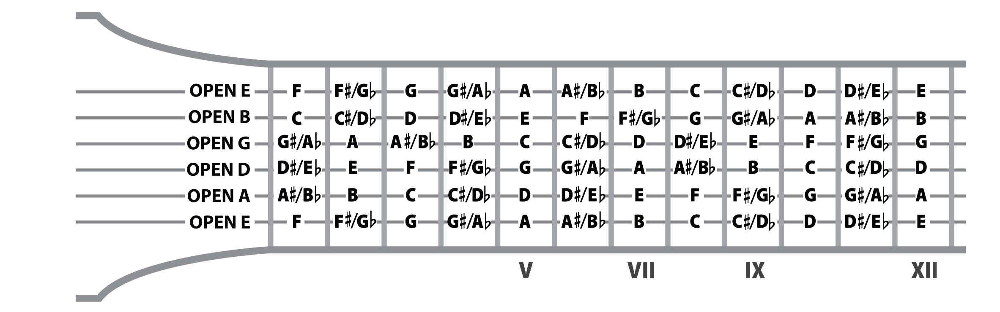 OPEN E F F♯/G♭ G G♯/A♭ A A♯/B♭ B C C♯/D♭ D D♯/E♭ E
OPEN B C C♯/D♭ D D♯/E♭ E F F♯/G♭ G G♯/A♭ A A♯/B♭ B
OPEN G G♯/A♭ A A♯/B♭ B C C♯/D♭ D D♯/E♭ E F F♯/G♭ G
OPEN D D♯/E♭ E F F♯/G♭ G G♯/A♭ A A♯/B♭ B C C♯/D♭ D
OPEN A A♯/B♭ B C C♯/D♭ D D♯/E♭ E F F♯/G♭ G G♯/A♭ A
OPEN E F F♯/G♭ G G♯/A♭ A A♯/B♭ B C C♯/D♭ D D♯/E♭ E
V VII IX XII